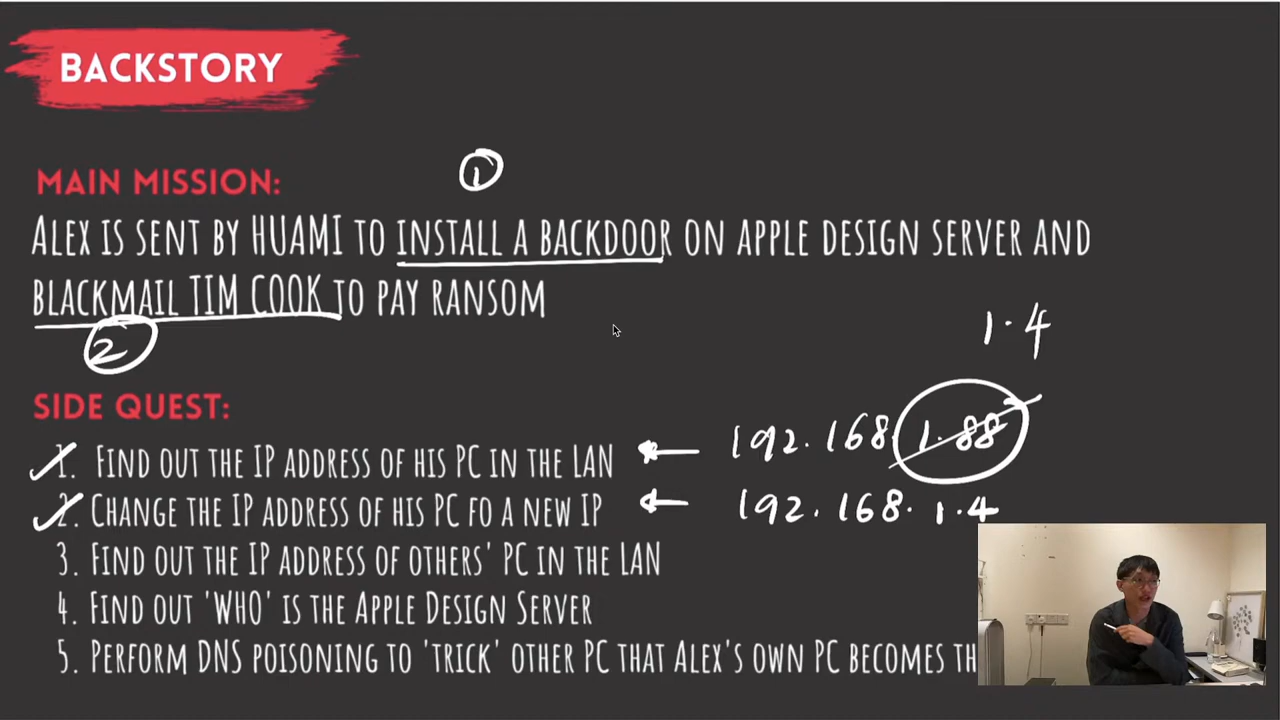 BACKSTORY
1
MAIN MISSION:
ALEX IS SENT BY HUAMI TO INSTALL A BACKDOOR ON APPLE DESIGN SERVER AND
BLACKMAIL TIM COOK TO PAY RANSOM
2
1.4
SIDE QUEST:
1. FIND OUT THE IP ADDRESS OF HIS PC IN THE LAN ← 192.168.1.88
2. CHANGE THE IP ADDRESS OF HIS PC FO A NEW IP ← 192.168.1.4
3. FIND OUT THE IP ADDRESS OF OTHERS' PC IN THE LAN
4. FIND OUT 'WHO' IS THE APPLE DESIGN SERVER
5. PERFORM DNS POISONING TO 'TRICK' OTHER PC THAT ALEX'S OWN PC BECOMES TH